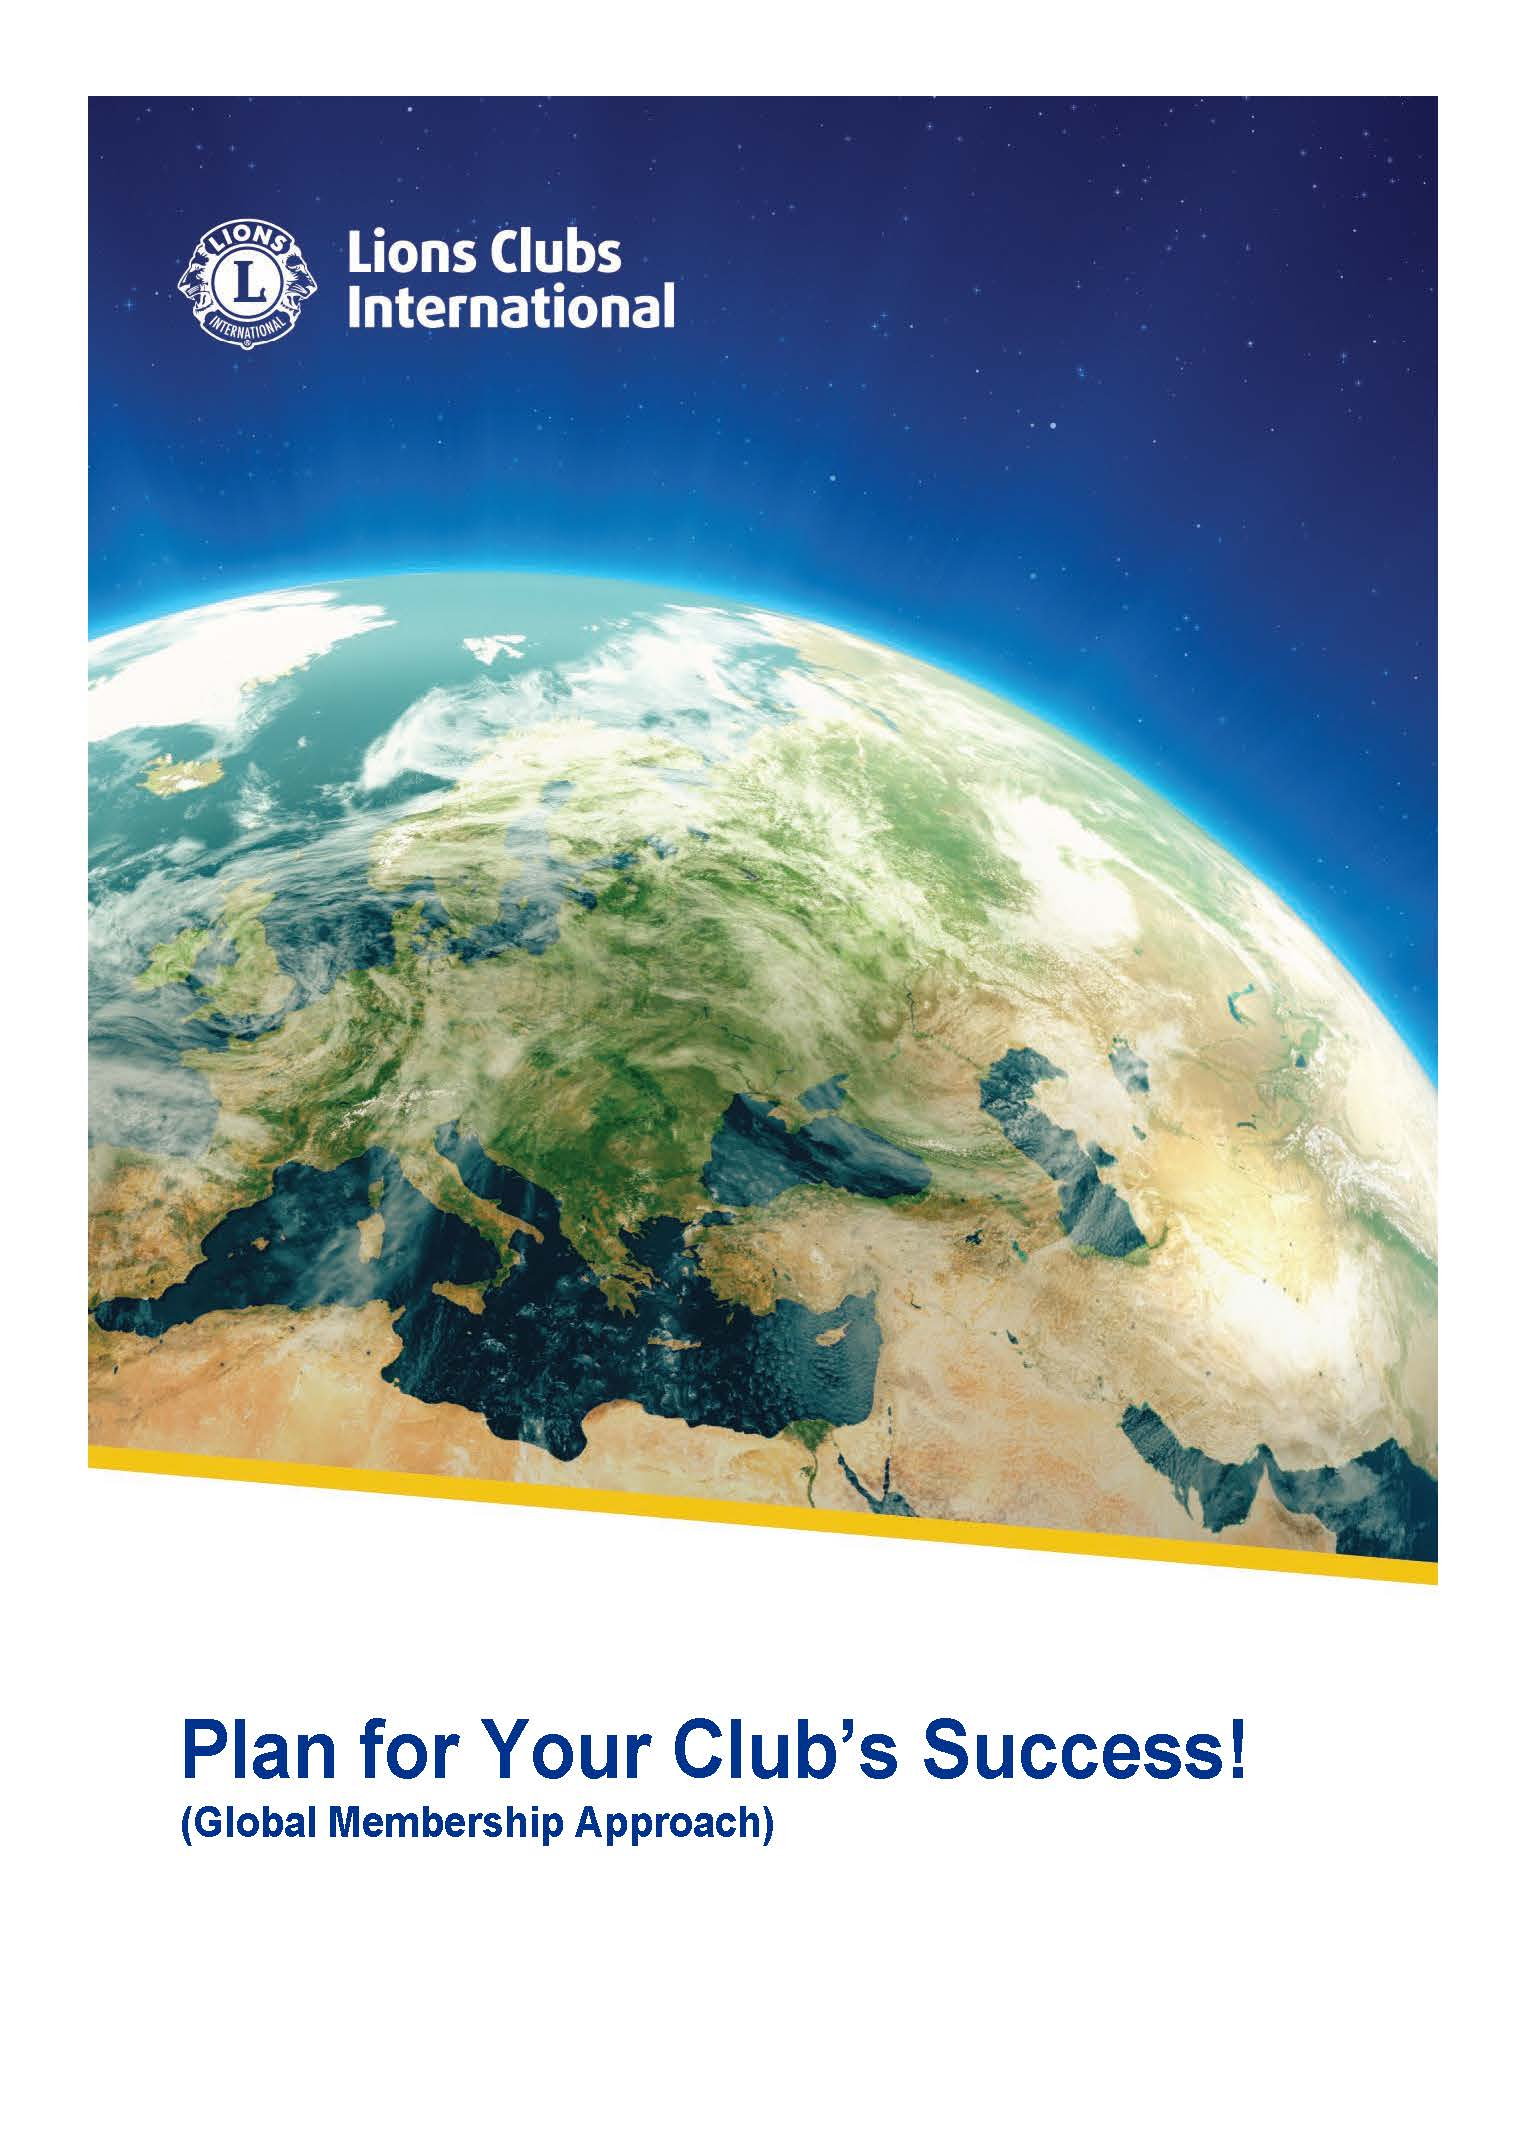 LIONS
L
INTERNATIONAL
®
Lions Clubs
International
Plan for Your Club’s Success!
(Global Membership Approach)